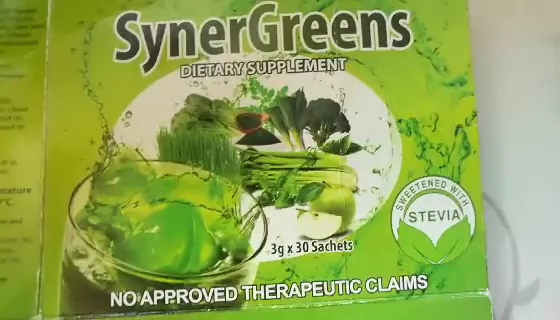 SynerGreens
DIETARY SUPPLEMENT
SWEETENED WITH
STEVIA
3g x 30 Sachets
NO APPROVED THERAPEUTIC CLAIMS